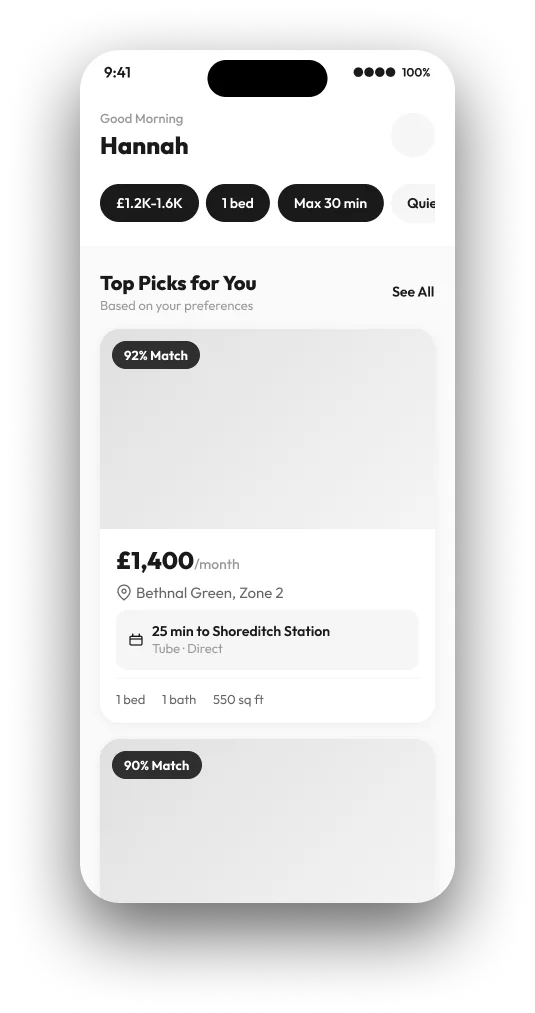 9:41
100%
Good Morning
Hannah
£1.2K-1.6K
1 bed
Max 30 min
Quie
Top Picks for You
See All
Based on your preferences
92% Match
£1,400/month
Bethnal Green, Zone 2
25 min to Shoreditch Station
Tube · Direct
1 bed 1 bath 550 sq ft
90% Match